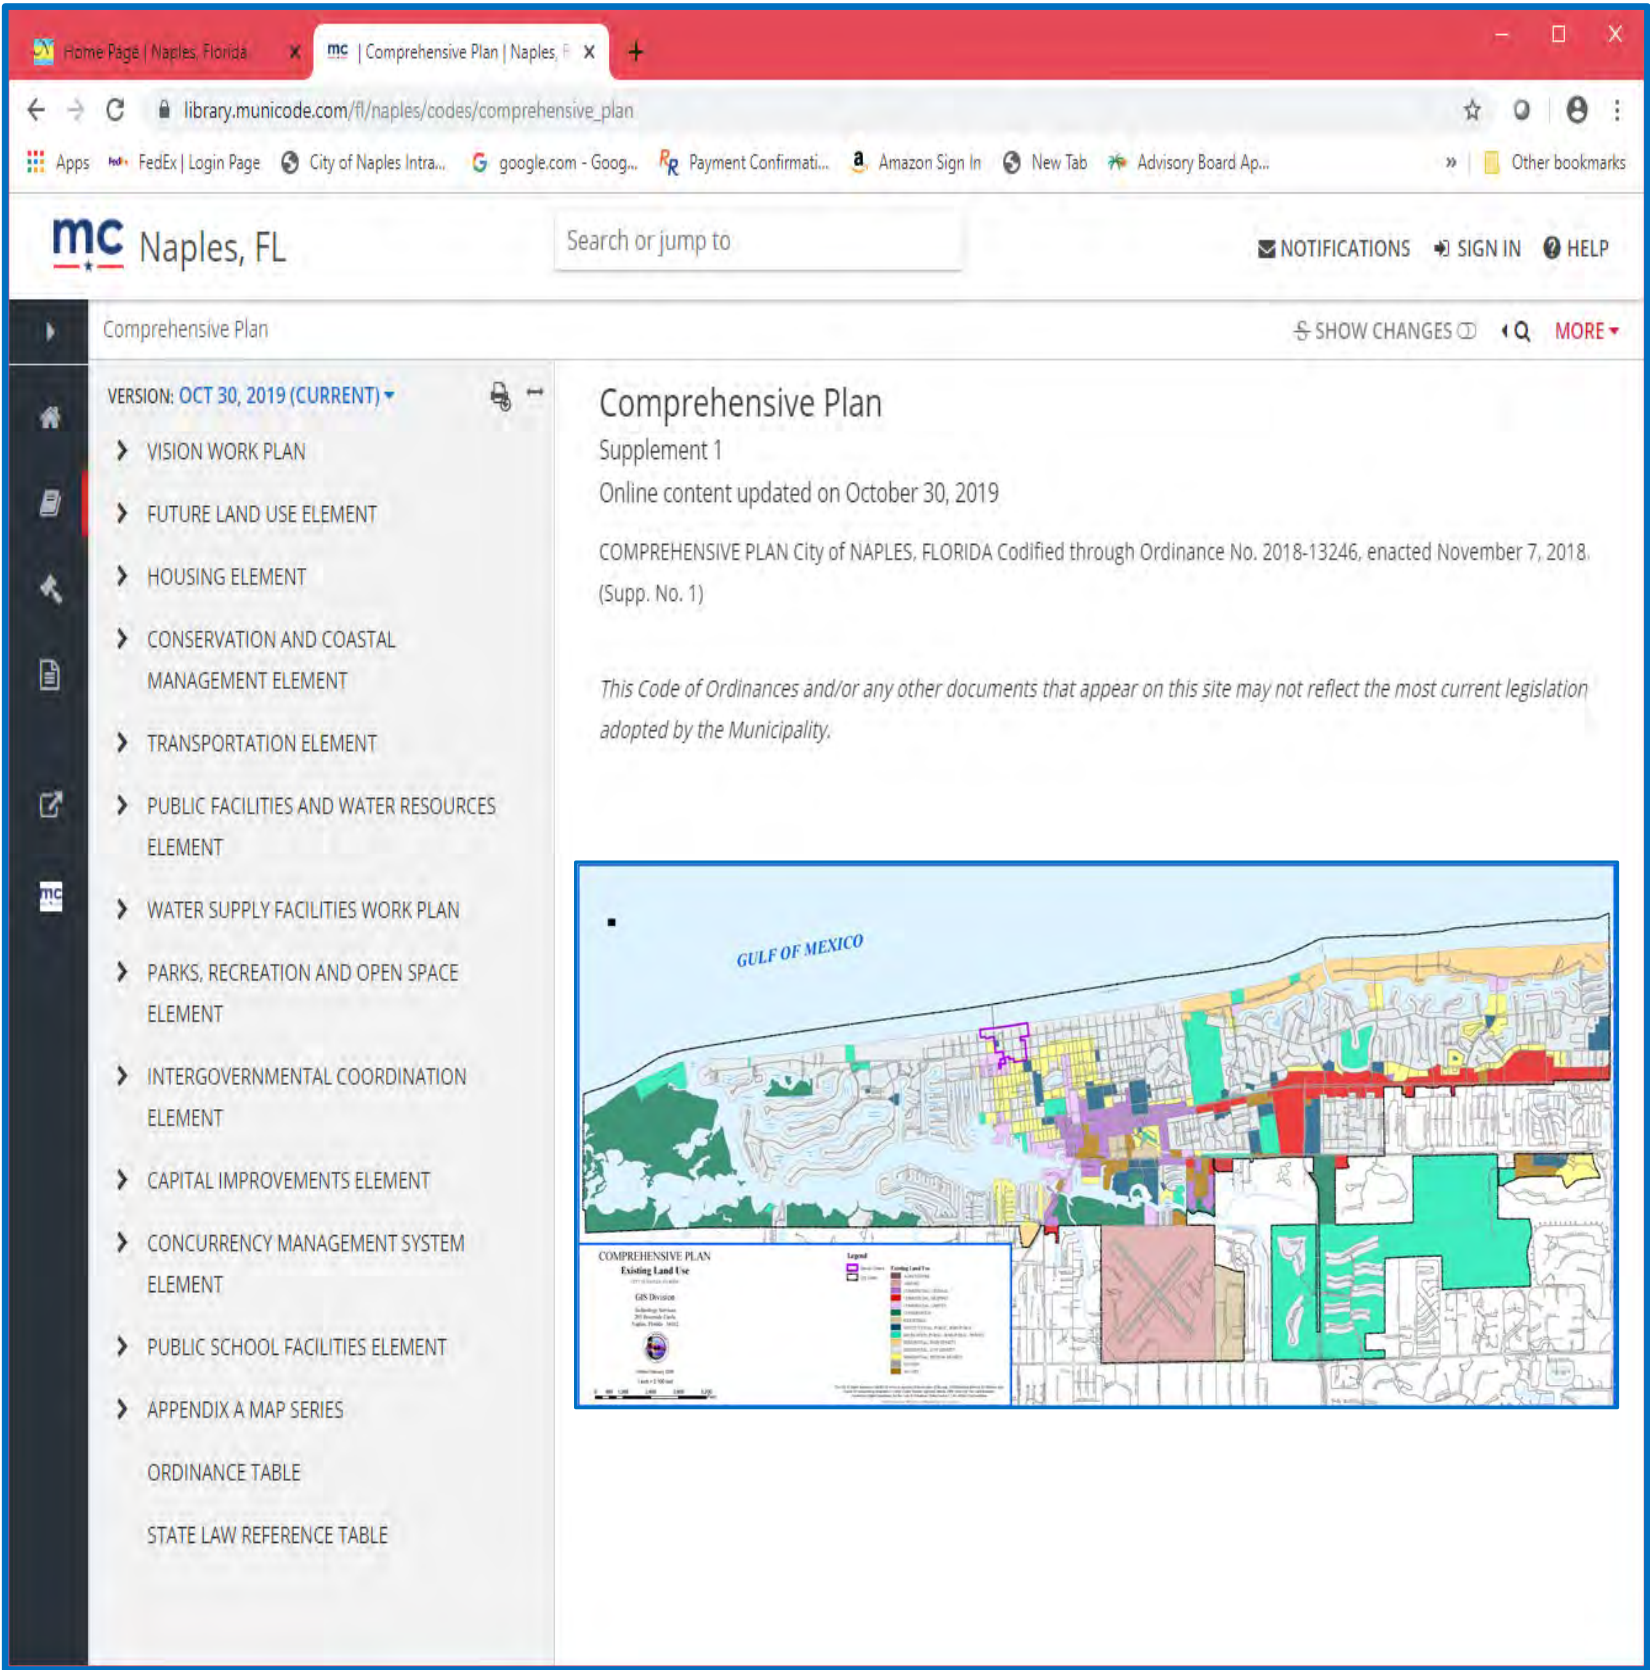 Home Page | Naples, Florida
mc | Comprehensive Plan | Naples, F
library.municode.com/fl/naples/codes/comprehensive_plan
Apps FedEx | Login Page City of Naples Intra... google.com - Goog... Payment Confirmati... Amazon Sign In New Tab Advisory Board Ap... » Other bookmarks
mc Naples, FL
Search or jump to
NOTIFICATIONS SIGN IN HELP
Comprehensive Plan
SHOW CHANGES MORE
VERSION: OCT 30, 2019 (CURRENT)
VISION WORK PLAN
FUTURE LAND USE ELEMENT
HOUSING ELEMENT
CONSERVATION AND COASTAL
MANAGEMENT ELEMENT
TRANSPORTATION ELEMENT
PUBLIC FACILITIES AND WATER RESOURCES
ELEMENT
mc
WATER SUPPLY FACILITIES WORK PLAN
PARKS, RECREATION AND OPEN SPACE
ELEMENT
INTERGOVERNMENTAL COORDINATION
ELEMENT
CAPITAL IMPROVEMENTS ELEMENT
CONCURRENCY MANAGEMENT SYSTEM
ELEMENT
PUBLIC SCHOOL FACILITIES ELEMENT
APPENDIX A MAP SERIES
ORDINANCE TABLE
STATE LAW REFERENCE TABLE
Comprehensive Plan
Supplement 1
Online content updated on October 30, 2019
COMPREHENSIVE PLAN City of NAPLES, FLORIDA Codified through Ordinance No. 2018-13246, enacted November 7, 2018.
(Supp. No. 1)
This Code of Ordinances and/or any other documents that appear on this site may not reflect the most current legislation
adopted by the Municipality.
GULF OF MEXICO
COMPREHENSIVE PLAN
Existing Land Use
GIS Division
Legend
Existing Land Use